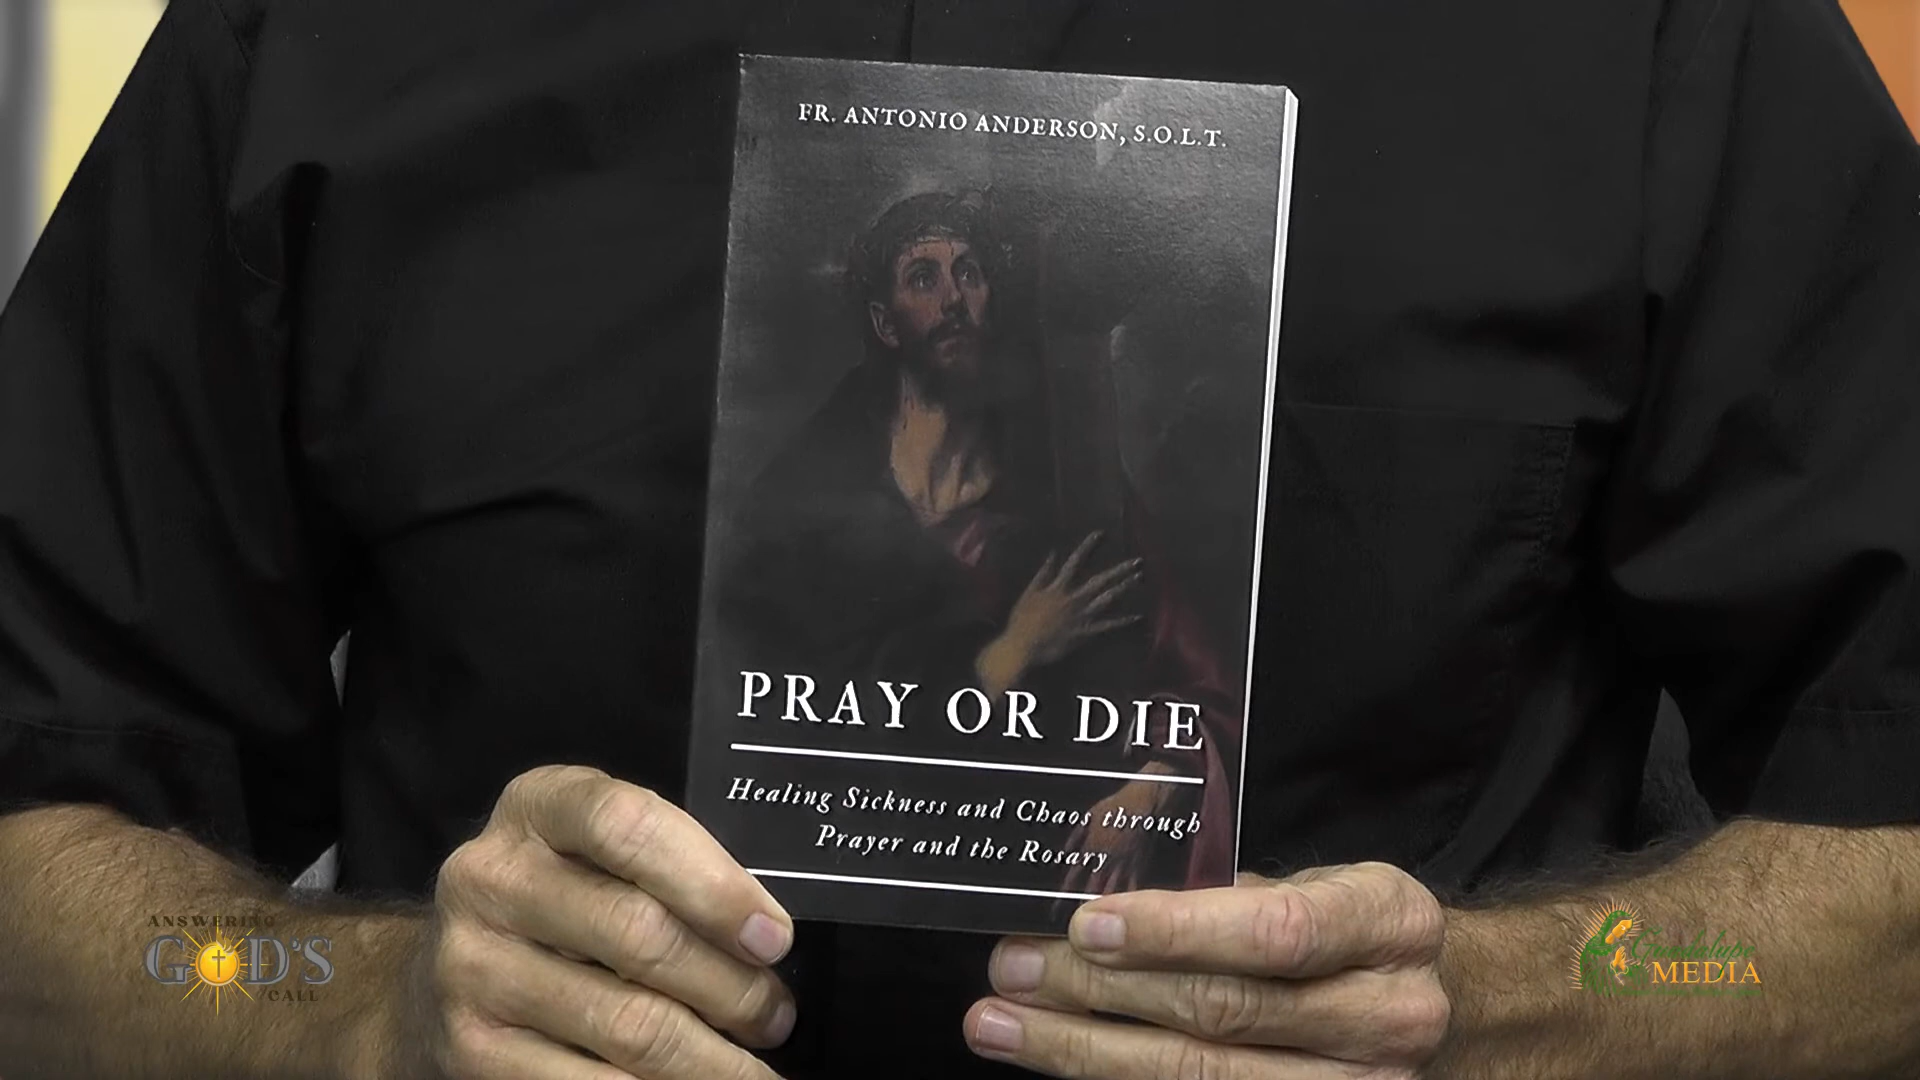 FR. ANTONIO ANDERSON, S.O.L.T.
PRAY OR DIE
Healing Sickness and Chaos through
Prayer and the Rosary
ANSWERING
GOD'S
CALL
Guadalupe
MEDIA